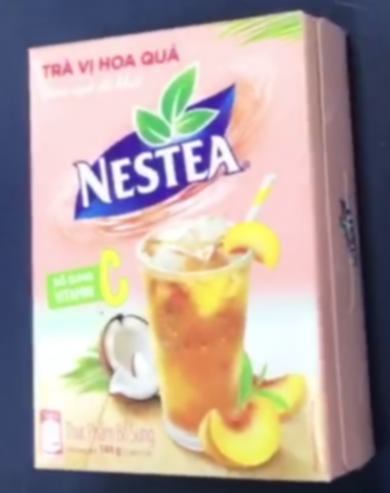 TRÀ VỊ HOA QUẢ
NESTEA
BỔ SUNG
VITAMIN
C
Thực Phẩm Bổ Sung